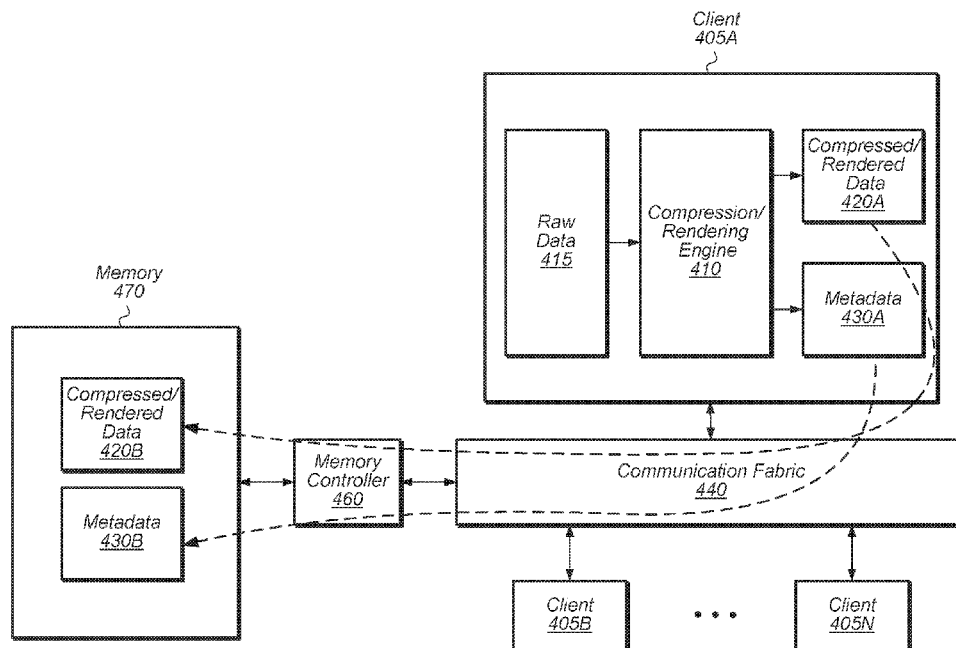 Client
405A
Raw
Data
415
Compression/
Rendering
Engine
410
Compressed/
Rendered
Data
420A
Metadata
430A
Memory
470
Compressed/
Rendered
Data
420B
Metadata
430B
Memory
Controller
460
Communication Fabric
440
Client
405B
• • •
Client
405N